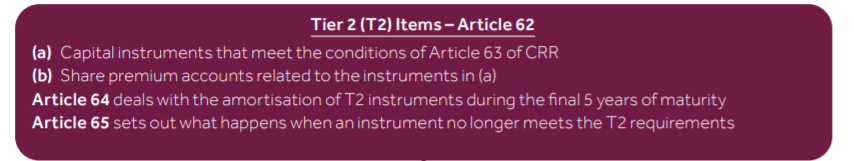 Tier 2 (T2) Items – Article 62
(a) Capital instruments that meet the conditions of Article 63 of CRR
(b) Share premium accounts related to the instruments in (a)
Article 64 deals with the amortisation of T2 instruments during the final 5 years of maturity
Article 65 sets out what happens when an instrument no longer meets the T2 requirements